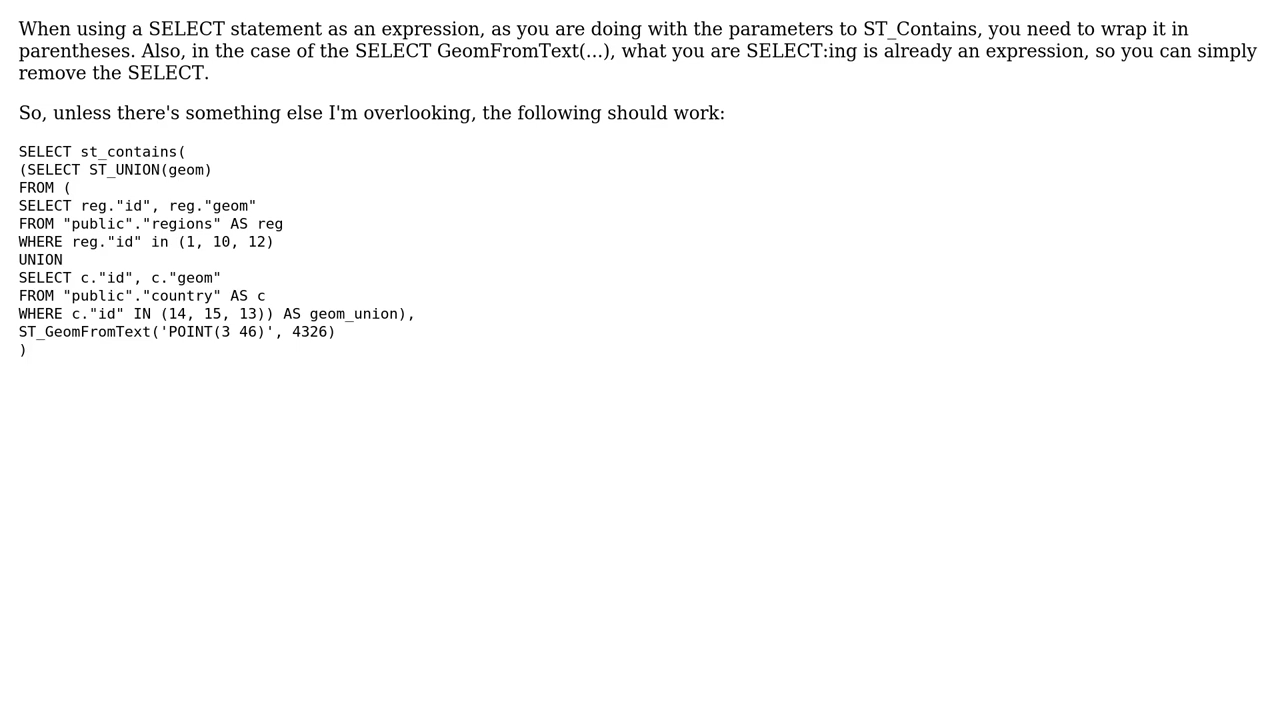 When using a SELECT statement as an expression, as you are doing with the parameters to ST_Contains, you need to wrap it in
parentheses. Also, in the case of the SELECT GeomFromText(...), what you are SELECT:ing is already an expression, so you can simply
remove the SELECT.
So, unless there's something else I'm overlooking, the following should work:
SELECT st_contains(
(SELECT ST_UNION(geom)
FROM (
SELECT reg."id", reg."geom"
FROM "public"."regions" AS reg
WHERE reg."id" in (1, 10, 12)
UNION
SELECT c."id", c."geom"
FROM "public"."country" AS c
WHERE c."id" IN (14, 15, 13)) AS geom_union),
ST_GeomFromText('POINT(3 46)', 4326)
)